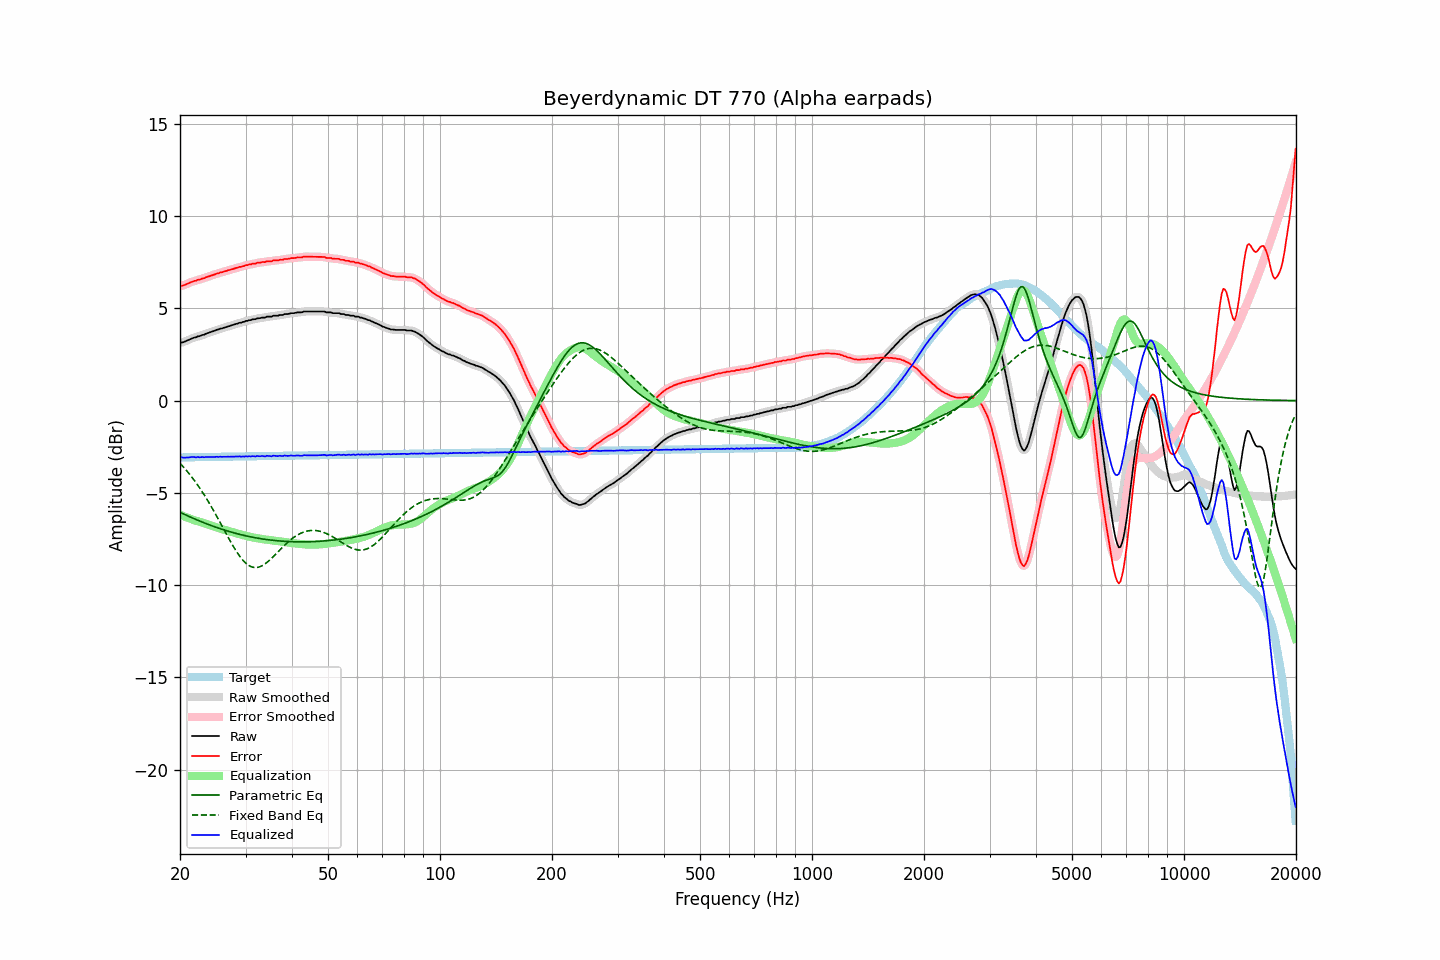 Beyerdynamic DT 770 (Alpha earpads)
15
10
5
0
−5
−10
−15
−20
Amplitude (dBr)
Target
Raw Smoothed
Error Smoothed
Raw
Error
Equalization
Parametric Eq
Fixed Band Eq
Equalized
20 50 100 200 500 1000 2000 5000 10000 20000
Frequency (Hz)